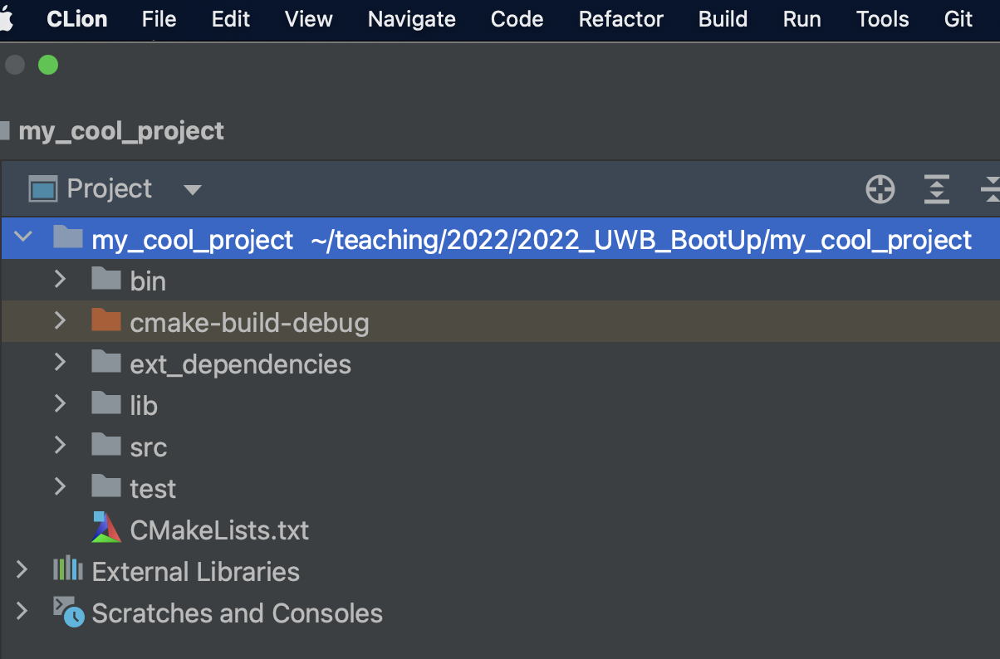 CLion File Edit View Navigate Code Refactor Build Run Tools Git
my_cool_project
Project
my_cool_project ~/teaching/2022/2022_UWB_BootUp/my_cool_project
bin
cmake-build-debug
ext_dependencies
lib
src
test
CMakeLists.txt
External Libraries
Scratches and Consoles